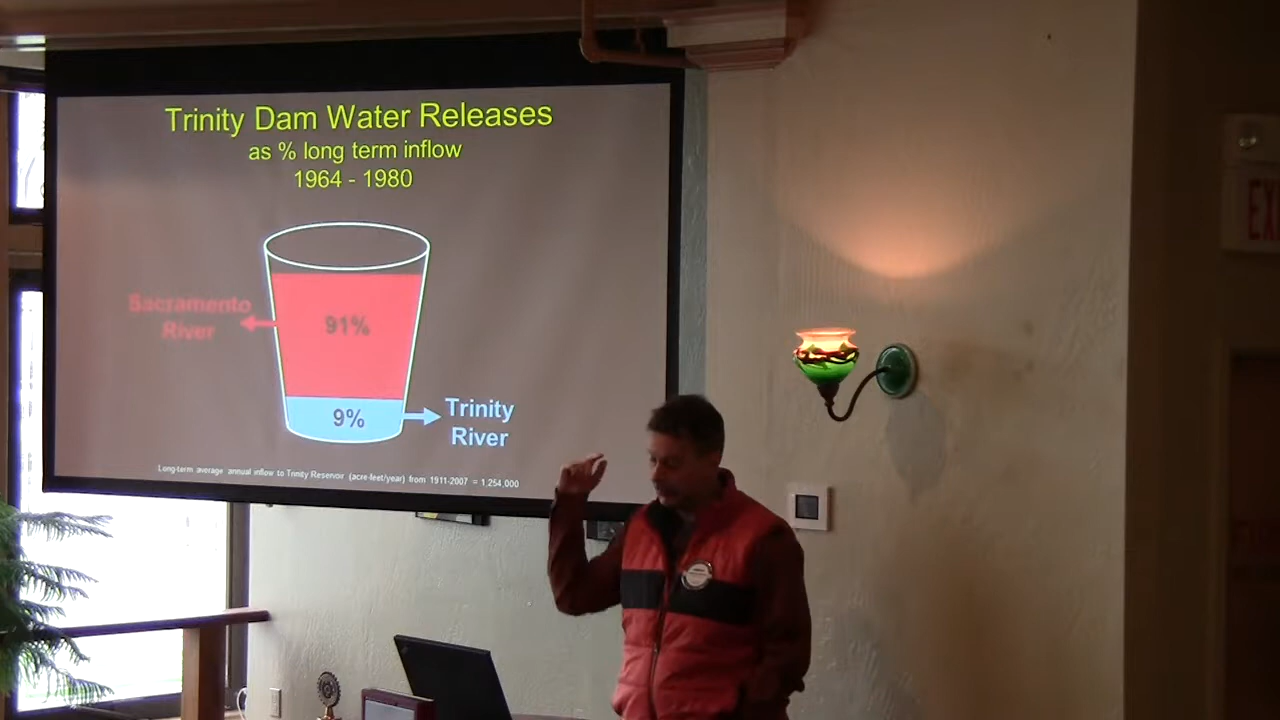 Trinity Dam Water Releases
as % long term inflow
1964 - 1980
Sacramento
River
91%
9%
Trinity
River
Long-term average annual inflow to Trinity Reservoir (acre-feet/year) from 1911-2007 = 1,254,000